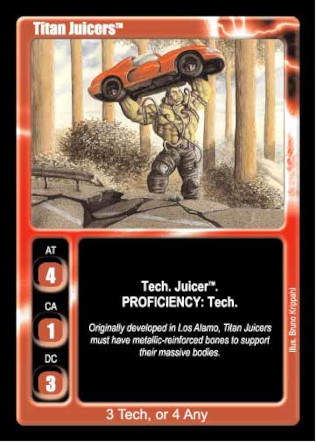 Titan Juicers™
AT
4
CA
1
DC
3
Tech. Juicer™.
PROFICIENCY: Tech.
Originally developed in Los Alamo, Titan Juicers
must have metallic-reinforced bones to support
their massive bodies.
Illus. Bruno Krippahl
3 Tech, or 4 Any